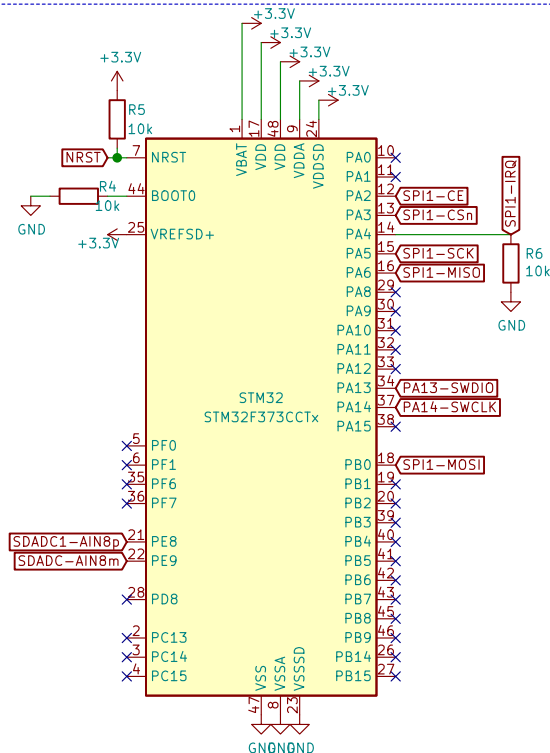 +3.3V
+3.3V
+3.3V
+3.3V
+3.3V
+3.3V
R5
10k
1 VBAT
17 VDD
48 VDD
9 VDDA
24 VDDSD
NRST 7 NRST
R4
10k
44 BOOT0
GND
25 VREFSD+
+3.3V
PA0 10
PA1 11
PA2 12 SPI1-CE
PA3 13 SPI1-CSn
PA4 14
SPI1-IRQ
PA5 15 SPI1-SCK
PA6 16 SPI1-MISO
R6
10k
GND
PA8 29
PA9 30
PA10 31
PA11 32
PA12 33
PA13 34 PA13-SWDIO
PA14 37 PA14-SWCLK
PA15 38
STM32
STM32F373CCTx
5 PF0
6 PF1
35 PF6
36 PF7
PB0 18 SPI1-MOSI
PB1 19
PB2 20
PB3 39
PB4 40
PB5 41
PB6 42
PB7 43
PB8 45
PB9 46
PB14 26
PB15 27
SDADC1-AIN8p 21 PE8
SDADC-AIN8m 22 PE9
28 PD8
2 PC13
3 PC14
4 PC15
VSS 47
VSSA 8
VSSSD 23
GND
GND
GND